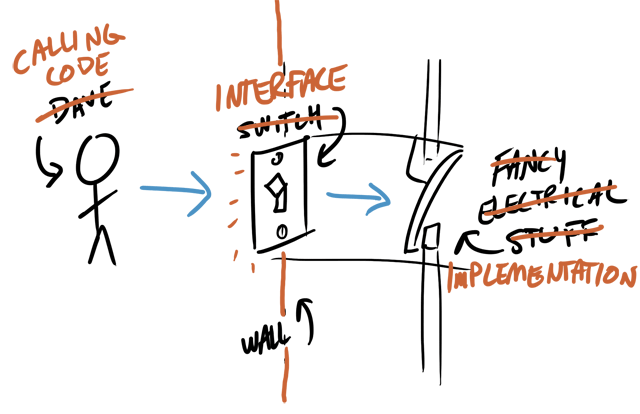 CALLING
CODE
DAVE
INTERFACE
SWITCH
FANCY
ELECTRICAL
STUFF
IMPLEMENTATION
WALL